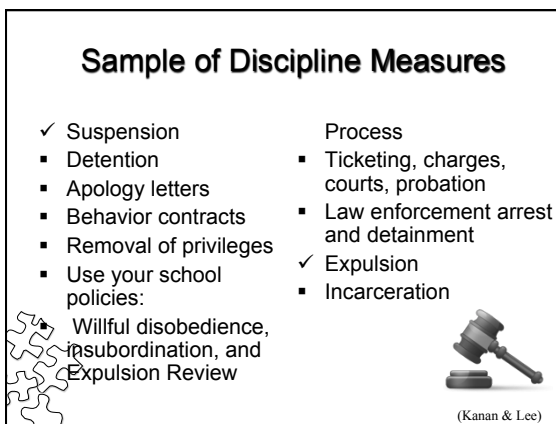 Sample of Discipline Measures
✓ Suspension
▪ Detention
▪ Apology letters
▪ Behavior contracts
▪ Removal of privileges
▪ Use your school
policies:
▪ Willful disobedience,
insubordination, and
Expulsion Review
Process
▪ Ticketing, charges,
courts, probation
▪ Law enforcement arrest
and detainment
✓ Expulsion
▪ Incarceration
(Kanan & Lee)